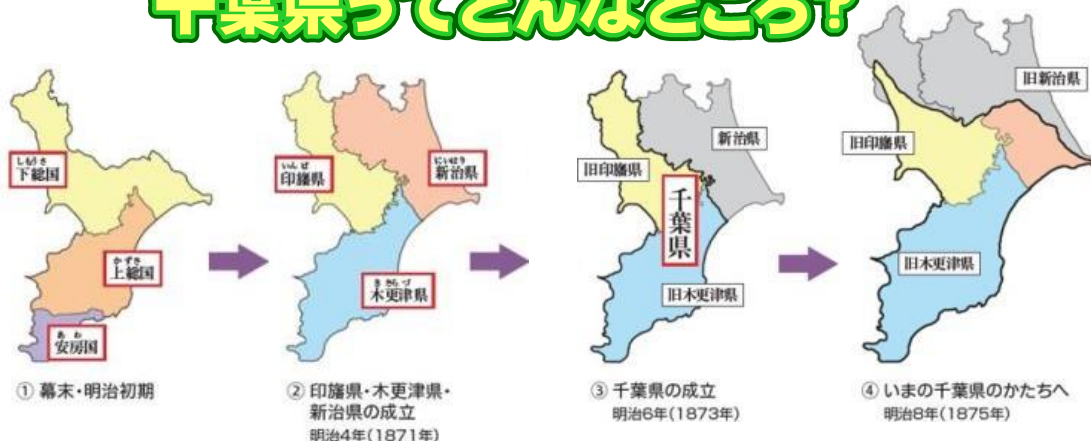 千葉県ってどんなところ?
しもうさ
下総国
かずさ
上総国
あわ
安房国
① 幕末・明治初期
いんば
印旛県
にいはり
新治県
きさらづ
木更津県
② 印旛県・木更津県・
新治県の成立
明治4年(1871年)
新治県
旧印旛県
千葉県
旧木更津県
③ 千葉県の成立
明治6年(1873年)
旧新治県
旧印旛県
旧木更津県
④ いまの千葉県のかたちへ
明治8年(1875年)